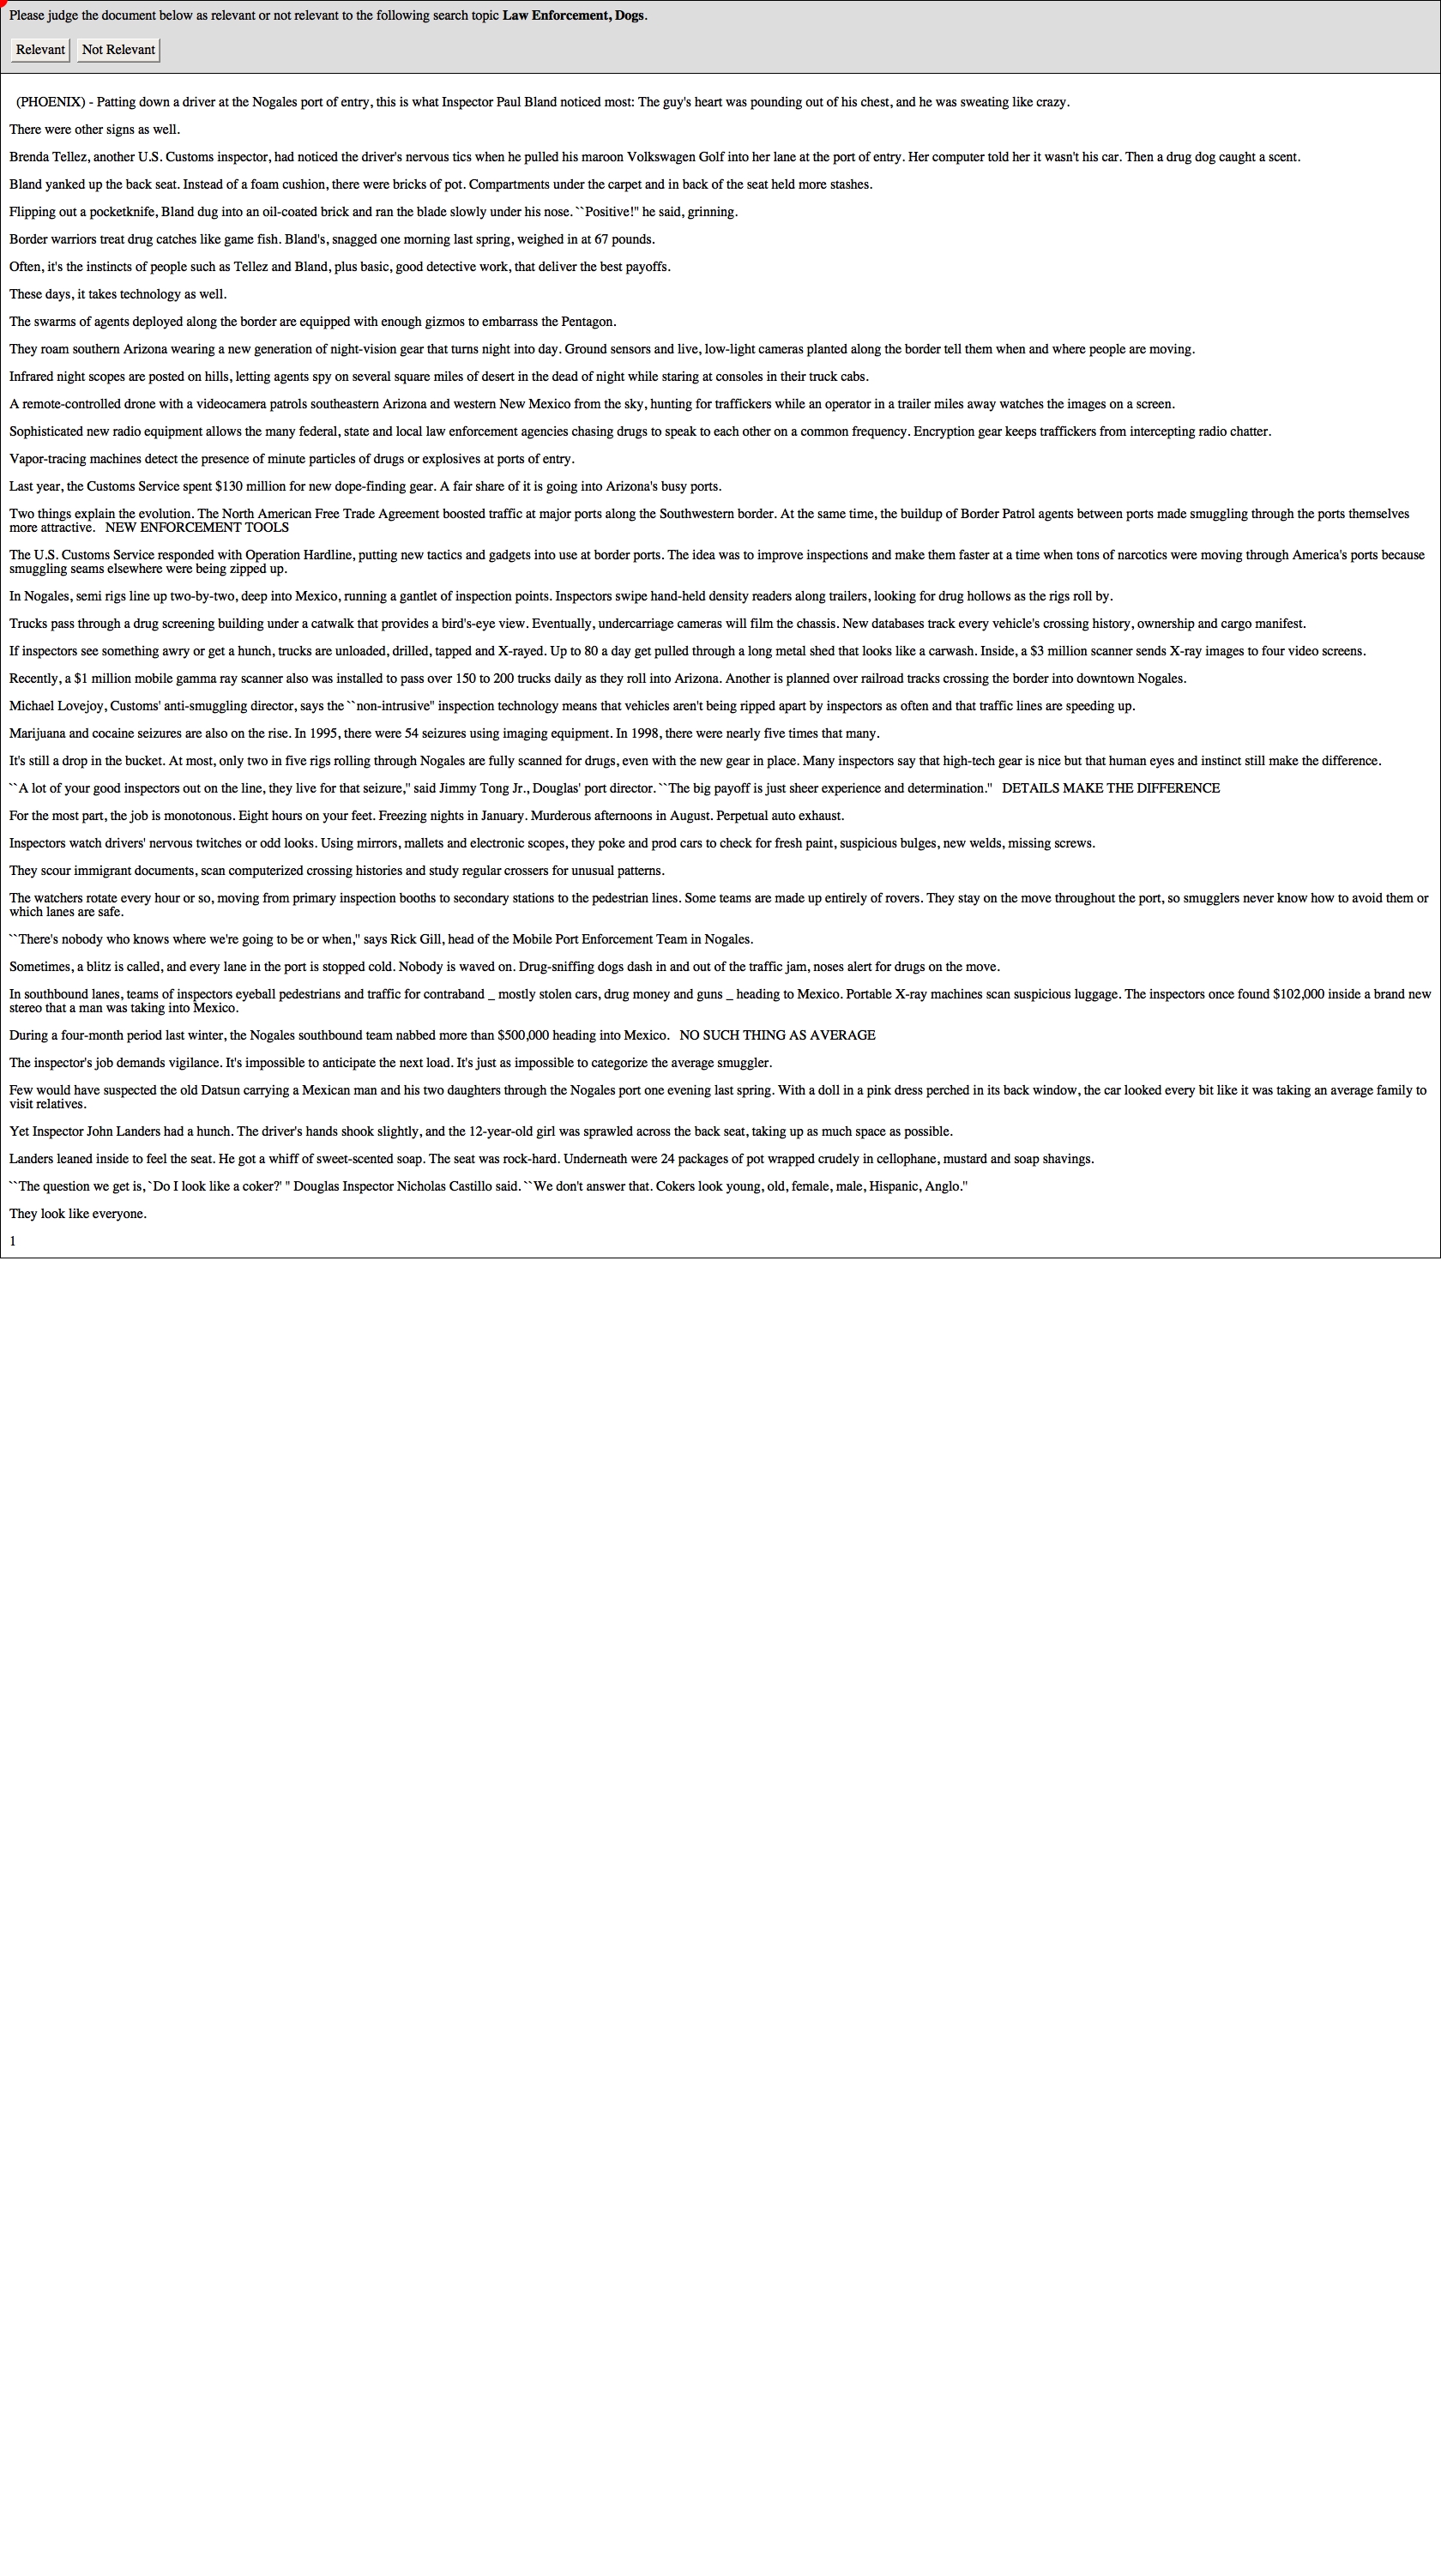 Please judge the document below as relevant or not relevant to the following search topic Law Enforcement, Dogs.
Relevant Not Relevant
(PHOENIX) - Patting down a driver at the Nogales port of entry, this is what Inspector Paul Bland noticed most: The guy's heart was pounding out of his chest, and he was sweating like crazy.
There were other signs as well.
Brenda Tellez, another U.S. Customs inspector, had noticed the driver's nervous tics when he pulled his maroon Volkswagen Golf into her lane at the port of entry. Her computer told her it wasn't his car. Then a drug dog caught a scent.
Bland yanked up the back seat. Instead of a foam cushion, there were bricks of pot. Compartments under the carpet and in back of the seat held more stashes.
Flipping out a pocketknife, Bland dug into an oil-coated brick and ran the blade slowly under his nose. ``Positive!'' he said, grinning.
Border warriors treat drug catches like game fish. Bland's, snagged one morning last spring, weighed in at 67 pounds.
Often, it's the instincts of people such as Tellez and Bland, plus basic, good detective work, that deliver the best payoffs.
These days, it takes technology as well.
The swarms of agents deployed along the border are equipped with enough gizmos to embarrass the Pentagon.
They roam southern Arizona wearing a new generation of night-vision gear that turns night into day. Ground sensors and live, low-light cameras planted along the border tell them when and where people are moving.
Infrared night scopes are posted on hills, letting agents spy on several square miles of desert in the dead of night while staring at consoles in their truck cabs.
A remote-controlled drone with a videocamera patrols southeastern Arizona and western New Mexico from the sky, hunting for traffickers while an operator in a trailer miles away watches the images on a screen.
Sophisticated new radio equipment allows the many federal, state and local law enforcement agencies chasing drugs to speak to each other on a common frequency. Encryption gear keeps traffickers from intercepting radio chatter.
Vapor-tracing machines detect the presence of minute particles of drugs or explosives at ports of entry.
Last year, the Customs Service spent $130 million for new dope-finding gear. A fair share of it is going into Arizona's busy ports.
Two things explain the evolution. The North American Free Trade Agreement boosted traffic at major ports along the Southwestern border. At the same time, the buildup of Border Patrol agents between ports made smuggling through the ports themselves
more attractive. NEW ENFORCEMENT TOOLS
The U.S. Customs Service responded with Operation Hardline, putting new tactics and gadgets into use at border ports. The idea was to improve inspections and make them faster at a time when tons of narcotics were moving through America's ports because
smuggling seams elsewhere were being zipped up.
In Nogales, semi rigs line up two-by-two, deep into Mexico, running a gantlet of inspection points. Inspectors swipe hand-held density readers along trailers, looking for drug hollows as the rigs roll by.
Trucks pass through a drug screening building under a catwalk that provides a bird's-eye view. Eventually, undercarriage cameras will film the chassis. New databases track every vehicle's crossing history, ownership and cargo manifest.
If inspectors see something awry or get a hunch, trucks are unloaded, drilled, tapped and X-rayed. Up to 80 a day get pulled through a long metal shed that looks like a carwash. Inside, a $3 million scanner sends X-ray images to four video screens.
Recently, a $1 million mobile gamma ray scanner also was installed to pass over 150 to 200 trucks daily as they roll into Arizona. Another is planned over railroad tracks crossing the border into downtown Nogales.
Michael Lovejoy, Customs' anti-smuggling director, says the ``non-intrusive'' inspection technology means that vehicles aren't being ripped apart by inspectors as often and that traffic lines are speeding up.
Marijuana and cocaine seizures are also on the rise. In 1995, there were 54 seizures using imaging equipment. In 1998, there were nearly five times that many.
It's still a drop in the bucket. At most, only two in five rigs rolling through Nogales are fully scanned for drugs, even with the new gear in place. Many inspectors say that high-tech gear is nice but that human eyes and instinct still make the difference.
``A lot of your good inspectors out on the line, they live for that seizure,'' said Jimmy Tong Jr., Douglas' port director. ``The big payoff is just sheer experience and determination.'' DETAILS MAKE THE DIFFERENCE
For the most part, the job is monotonous. Eight hours on your feet. Freezing nights in January. Murderous afternoons in August. Perpetual auto exhaust.
Inspectors watch drivers' nervous twitches or odd looks. Using mirrors, mallets and electronic scopes, they poke and prod cars to check for fresh paint, suspicious bulges, new welds, missing screws.
They scour immigrant documents, scan computerized crossing histories and study regular crossers for unusual patterns.
The watchers rotate every hour or so, moving from primary inspection booths to secondary stations to the pedestrian lines. Some teams are made up entirely of rovers. They stay on the move throughout the port, so smugglers never know how to avoid them or
which lanes are safe.
``There's nobody who knows where we're going to be or when,'' says Rick Gill, head of the Mobile Port Enforcement Team in Nogales.
Sometimes, a blitz is called, and every lane in the port is stopped cold. Nobody is waved on. Drug-sniffing dogs dash in and out of the traffic jam, noses alert for drugs on the move.
In southbound lanes, teams of inspectors eyeball pedestrians and traffic for contraband _ mostly stolen cars, drug money and guns _ heading to Mexico. Portable X-ray machines scan suspicious luggage. The inspectors once found $102,000 inside a brand new
stereo that a man was taking into Mexico.
During a four-month period last winter, the Nogales southbound team nabbed more than $500,000 heading into Mexico. NO SUCH THING AS AVERAGE
The inspector's job demands vigilance. It's impossible to anticipate the next load. It's just as impossible to categorize the average smuggler.
Few would have suspected the old Datsun carrying a Mexican man and his two daughters through the Nogales port one evening last spring. With a doll in a pink dress perched in its back window, the car looked every bit like it was taking an average family to
visit relatives.
Yet Inspector John Landers had a hunch. The driver's hands shook slightly, and the 12-year-old girl was sprawled across the back seat, taking up as much space as possible.
Landers leaned inside to feel the seat. He got a whiff of sweet-scented soap. The seat was rock-hard. Underneath were 24 packages of pot wrapped crudely in cellophane, mustard and soap shavings.
``The question we get is, `Do I look like a coker?' '' Douglas Inspector Nicholas Castillo said. ``We don't answer that. Cokers look young, old, female, male, Hispanic, Anglo.''
They look like everyone.
1